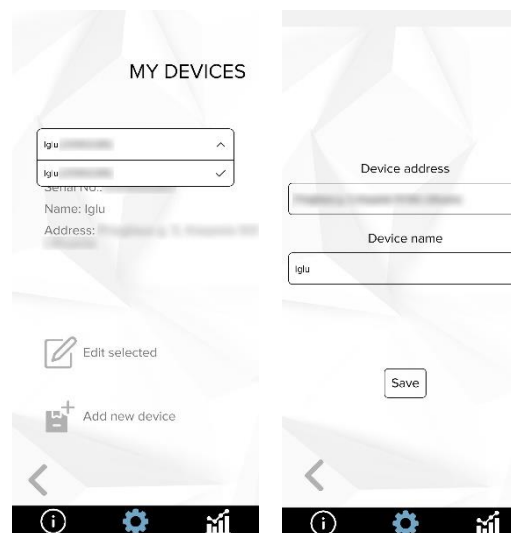 MY DEVICES
Iglu
Iglu
Serial No.:
Name: Iglu
Address:
Edit selected
Add new device
Device address
Device name
Iglu
Save